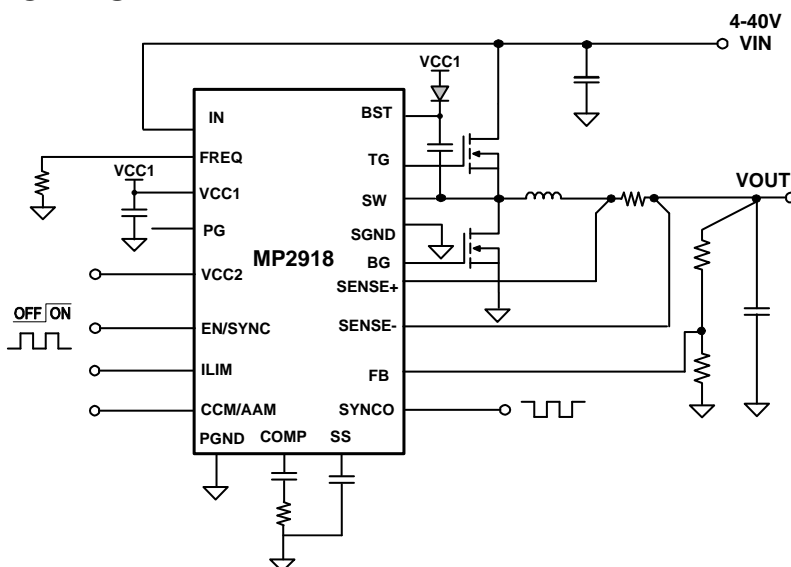 4-40V
VIN
VCC1
IN
BST
FREQ
TG
VCC1
VCC1
SW
VOUT
PG
SGND
MP2918
BG
VCC2
SENSE+
OFF ON
EN/SYNC
SENSE-
ILIM
FB
CCM/AAM
SYNCO
PGND
COMP
SS